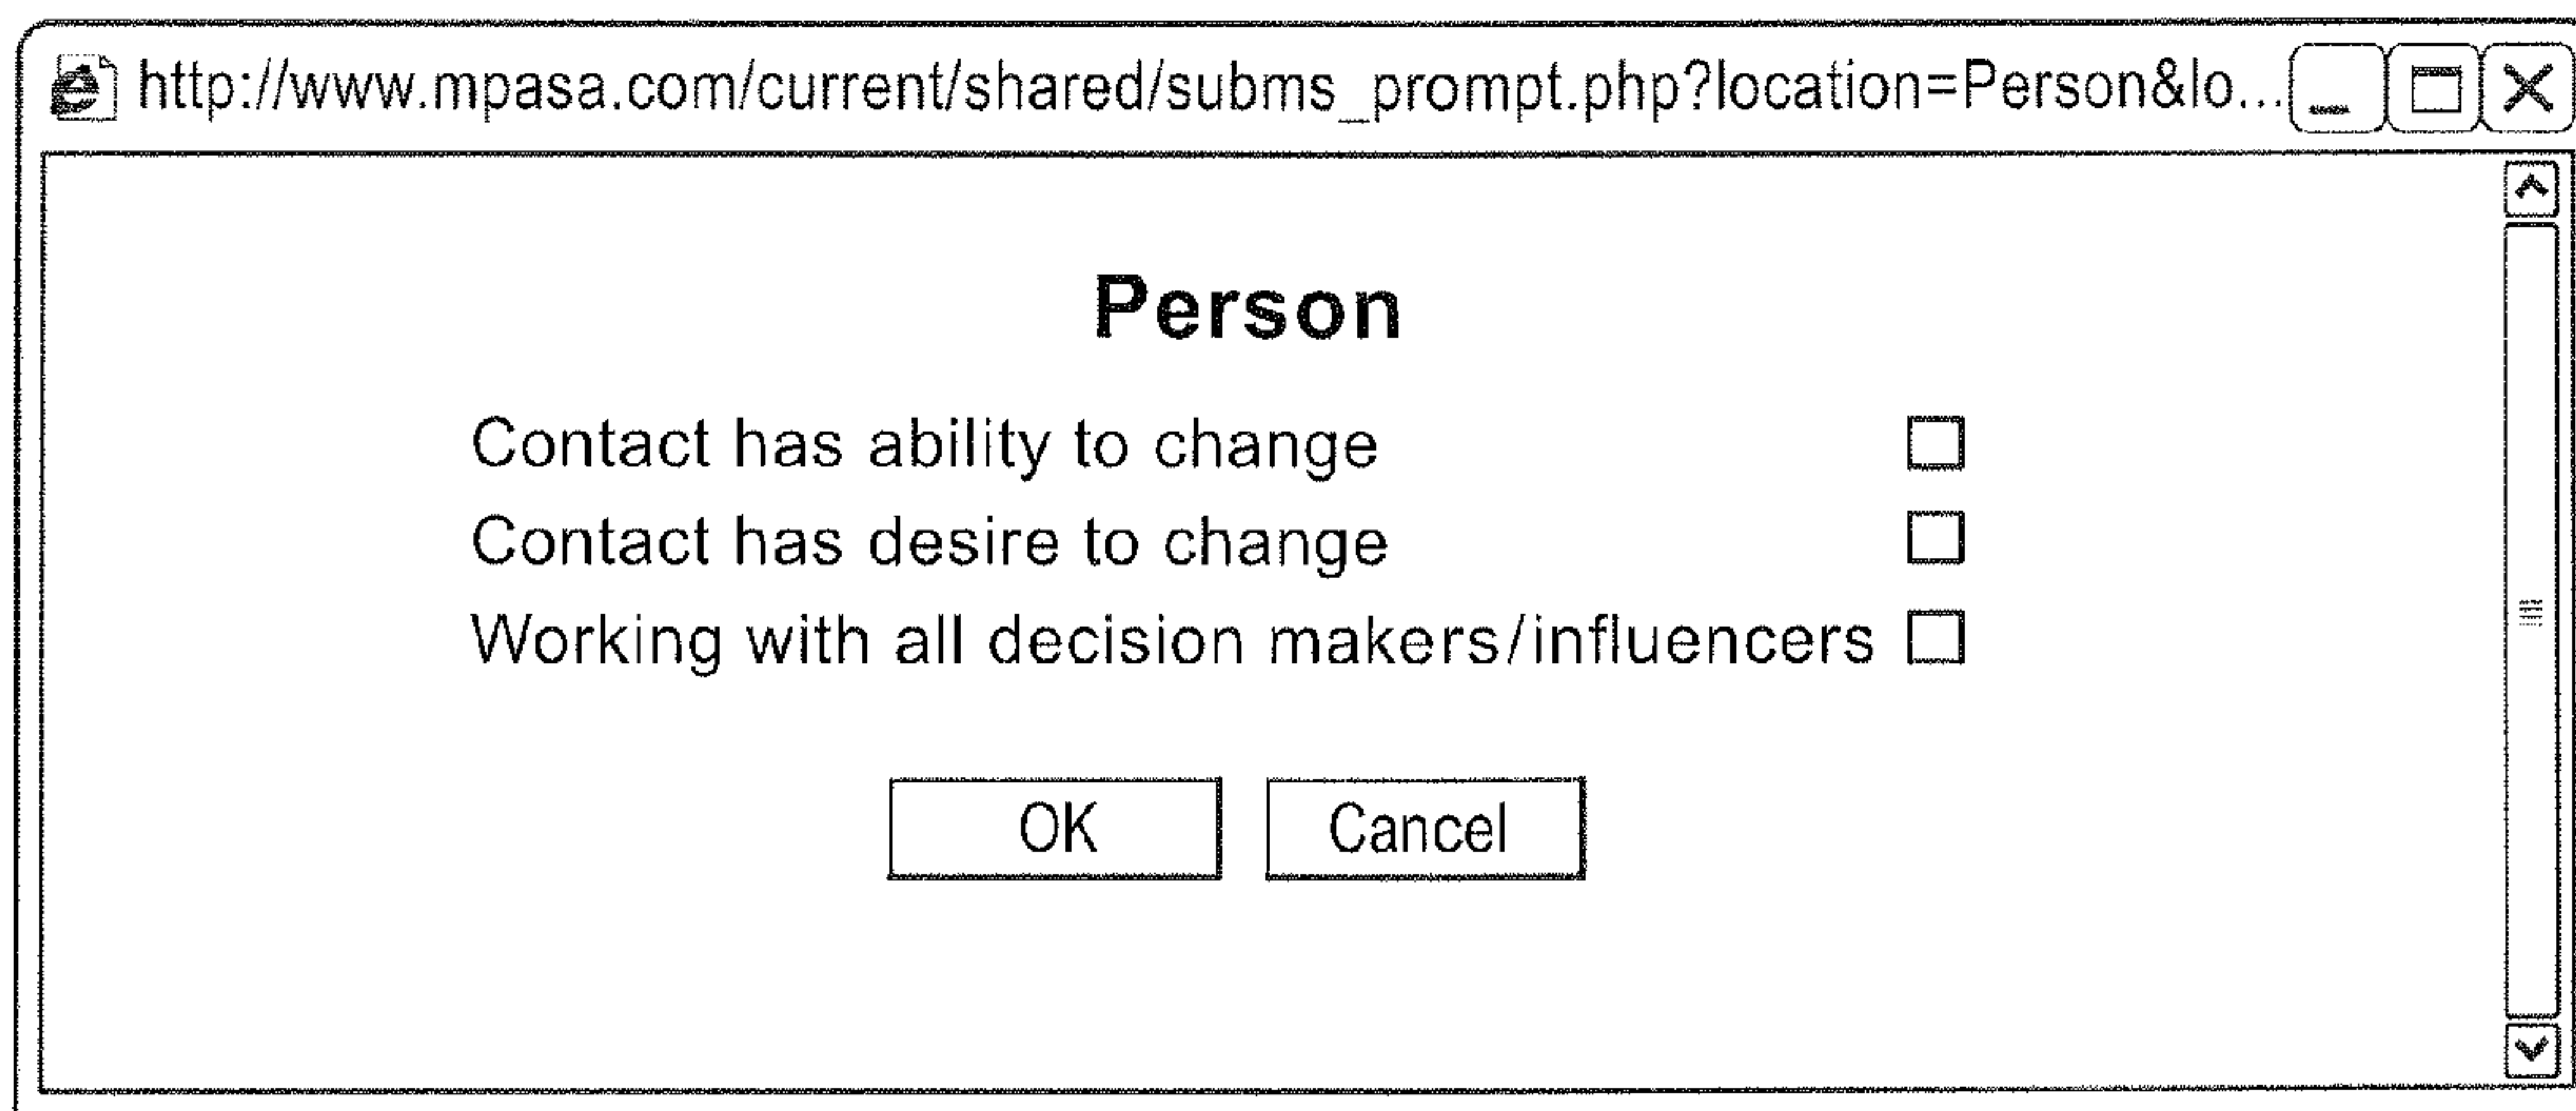 http://www.mpasa.com/current/shared/subms_prompt.php?location=Person&lo...
Person
Contact has ability to change
Contact has desire to change
Working with all decision makers/influencers
OK Cancel